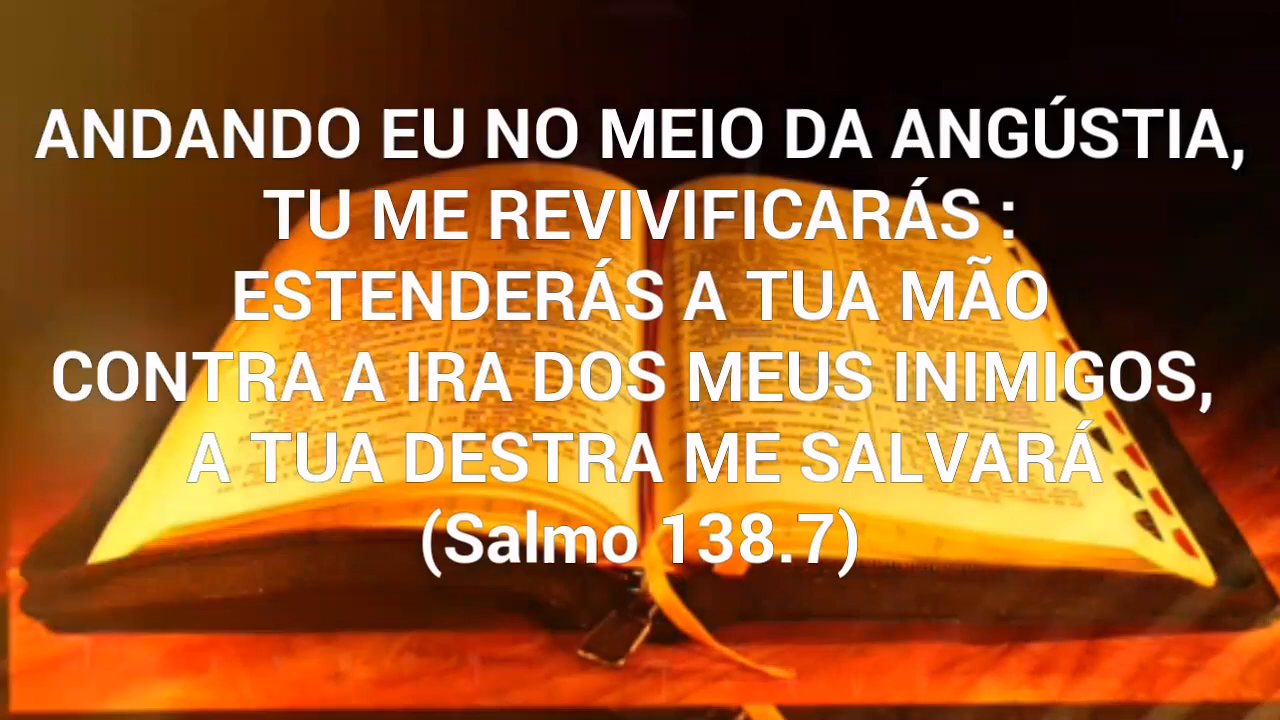 ANDANDO EU NO MEIO DA ANGÚSTIA,
TU ME REVIVIFICARÁS :
ESTENDERÁS A TUA MÃO
CONTRA A IRA DOS MEUS INIMIGOS,
A TUA DESTRA ME SALVARÁ
(Salmo 138.7)